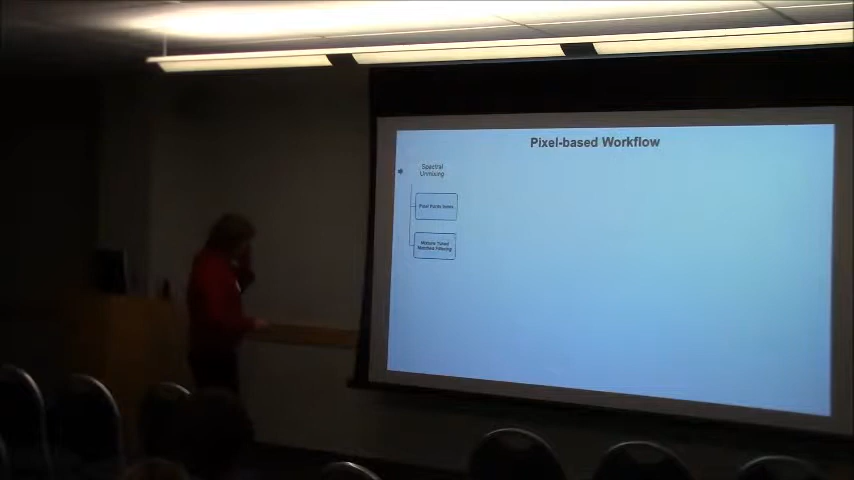 Pixel-based Workflow
Spectral
Unmixing
Pixel Purity Index
Mixture Tuned
Matched Filtering